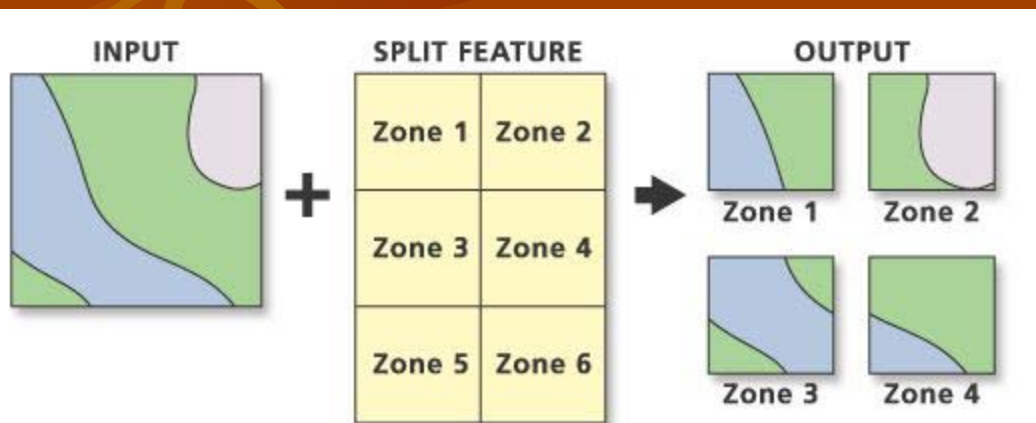 INPUT
SPLIT FEATURE
OUTPUT
Zone 1 Zone 2
Zone 3 Zone 4
Zone 5 Zone 6
+
Zone 1 Zone 2
Zone 3 Zone 4